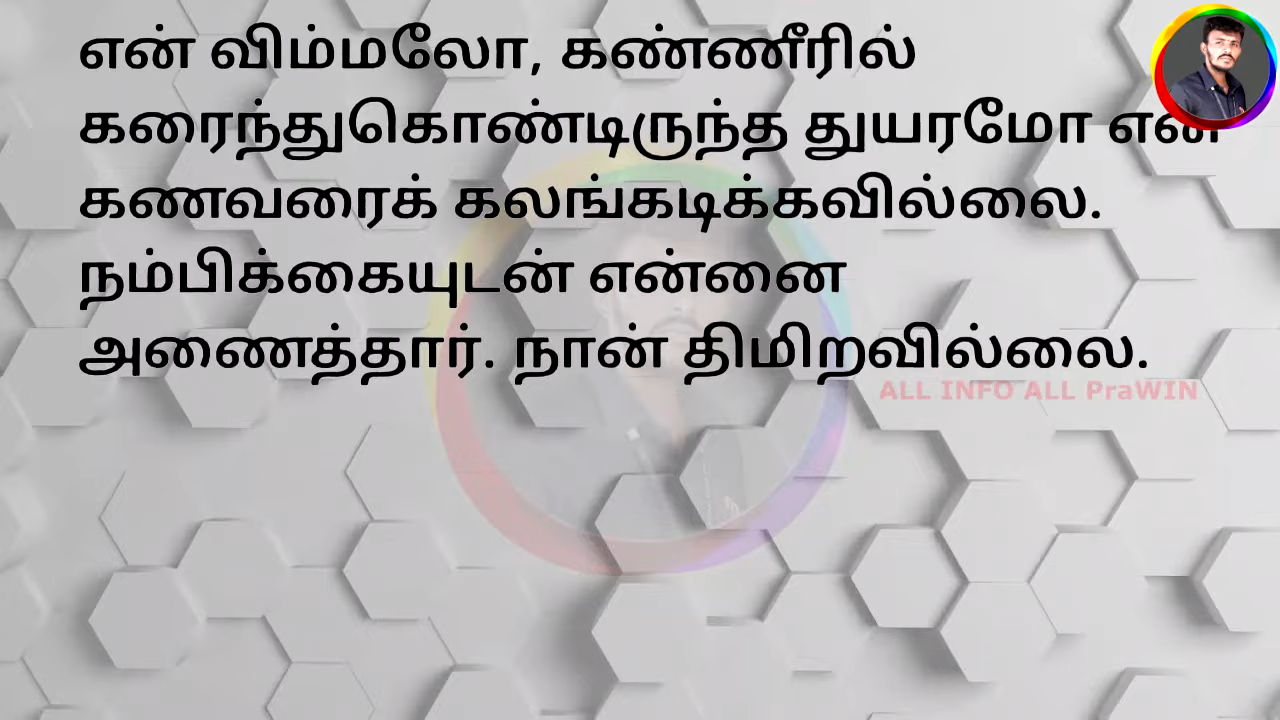 என் விம்மலோ, கண்ணீரில்
கரைந்துகொண்டிருந்த துயரமோ என்
கணவரைக் கலங்கடிக்கவில்லை.
நம்பிக்கையுடன் என்னை
அணைத்தார். நான் திமிறவில்லை.
ALL INFO ALL PraWIN